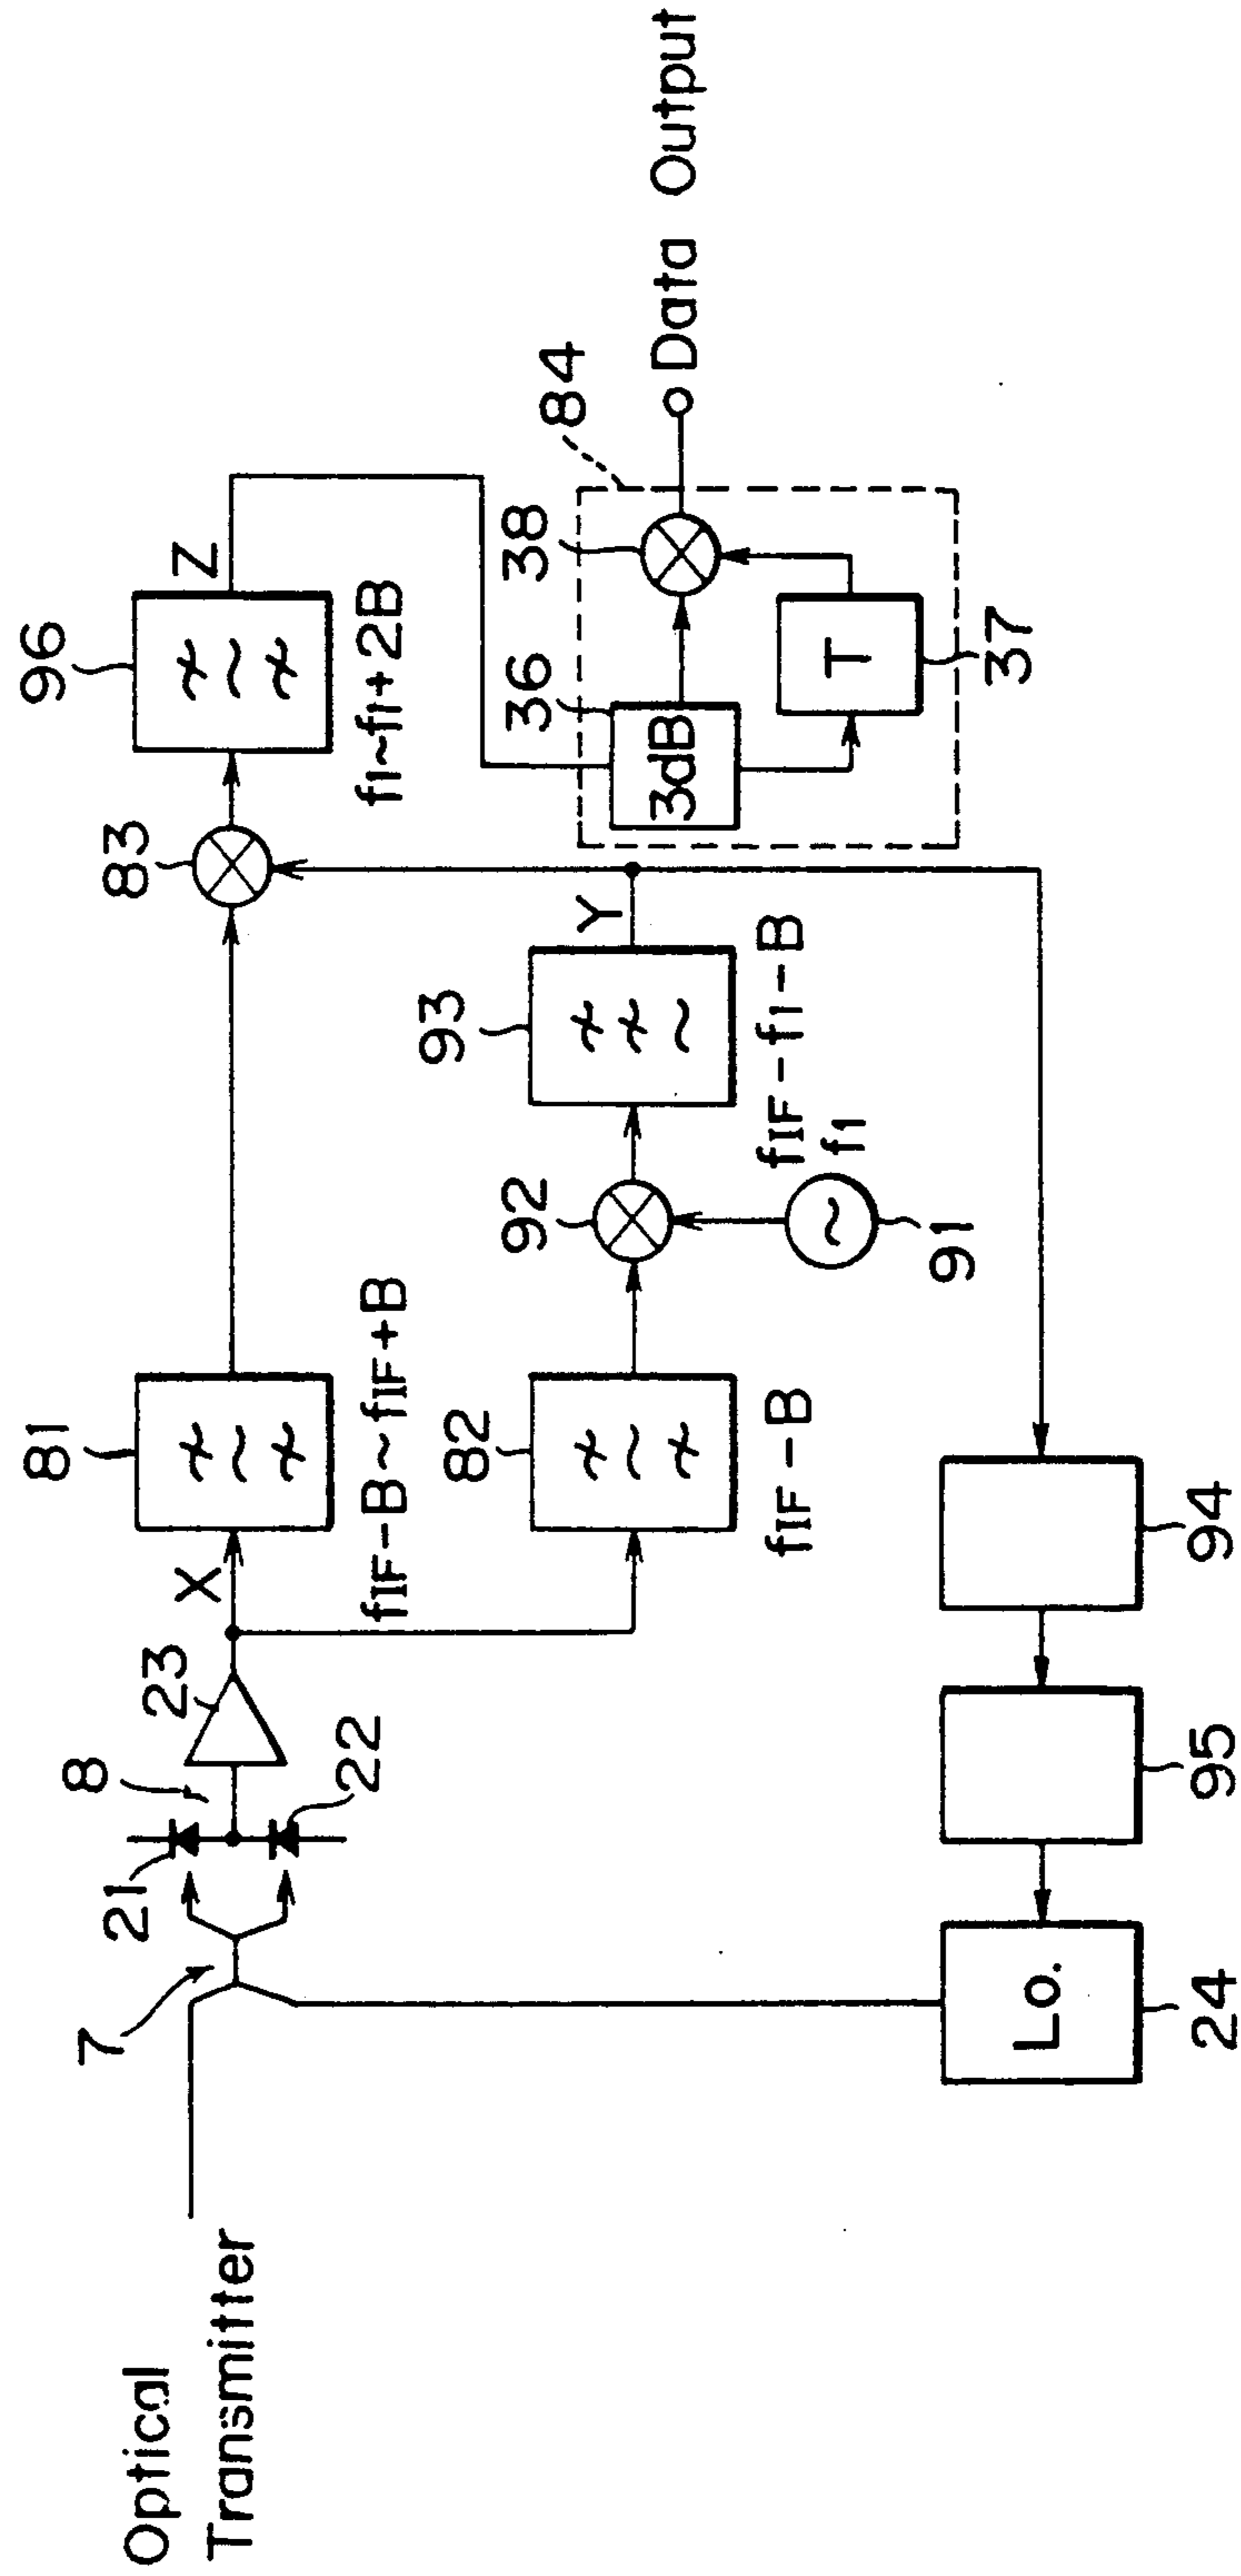 Optical
Transmitter
7
21
8
22
23
X
81
fIF-B~fIF+B
82
fIF-B
83
92
91
f1
93
fIF-f1-B
Y
96
f1~f1+2B
Z
84
36
3dB
38
T
37
Data Output
94
95
Lo.
24